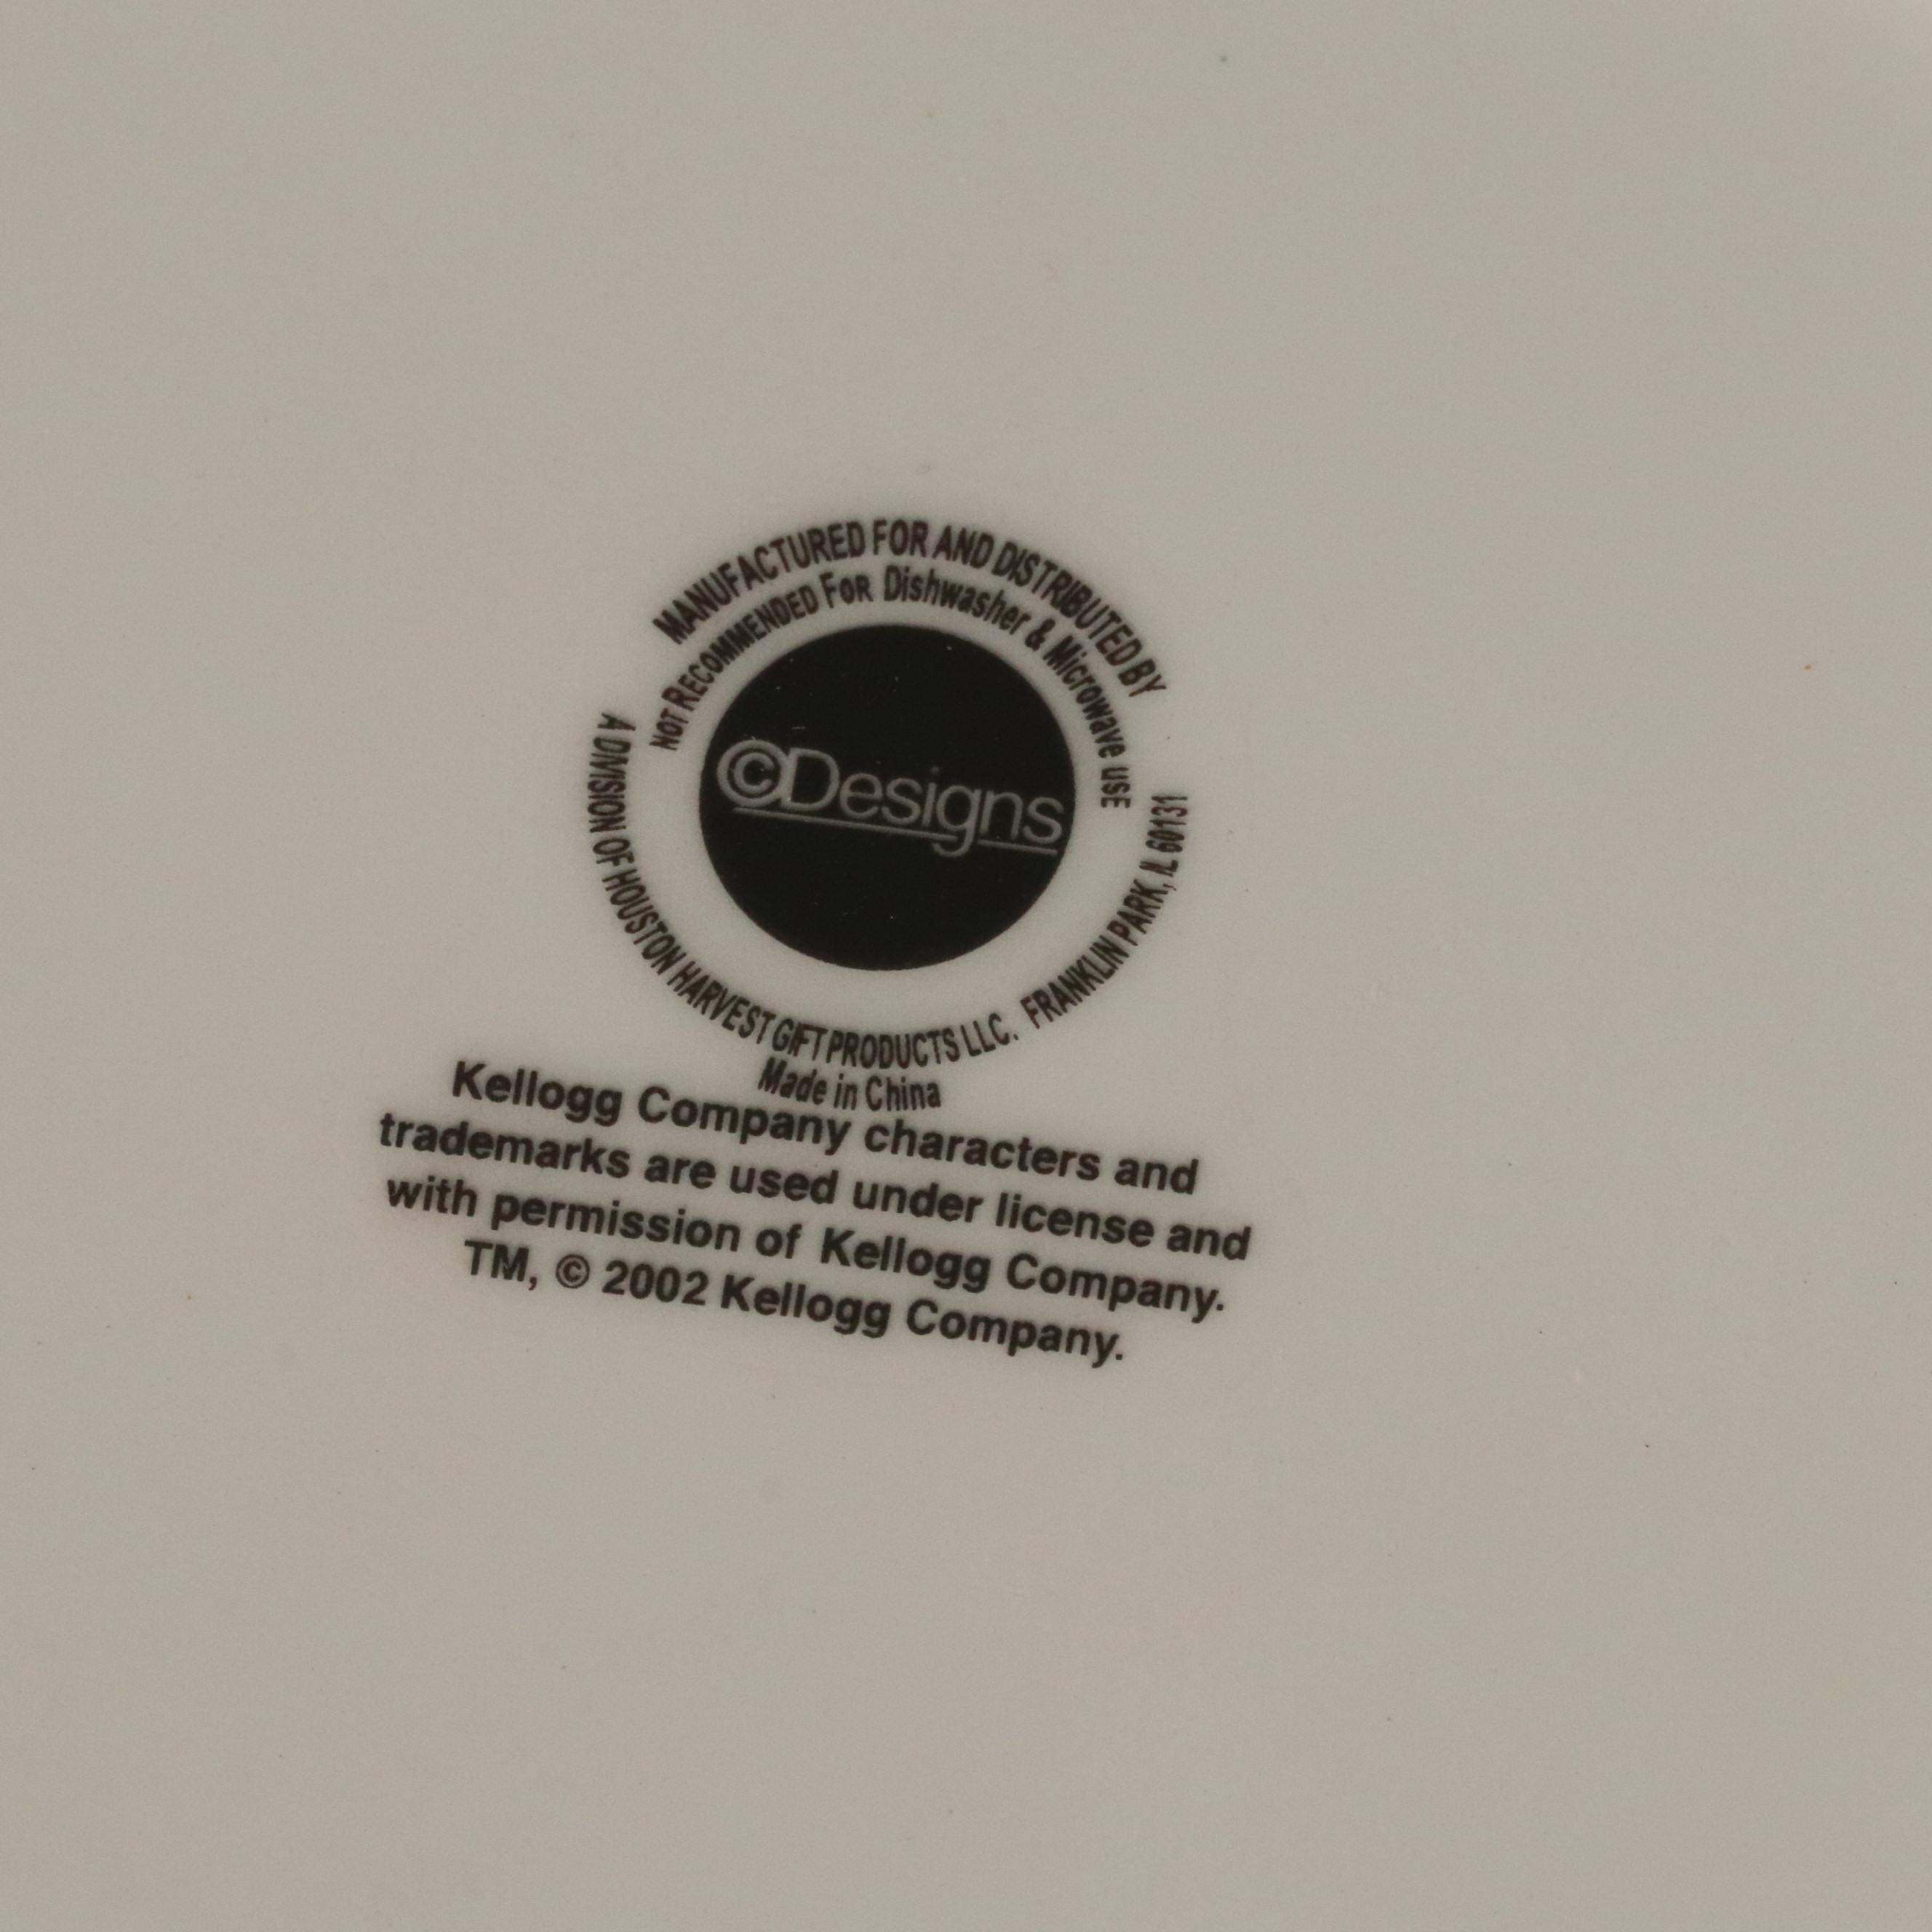 MANUFACTURED FOR AND DISTRIBUTED BY
NOT RECOMMENDED FOR Dishwasher & Microwave USE
©Designs
A DIVISION OF HOUSTON HARVEST GIFT PRODUCTS LLC. FRANKLIN PARK, IL 60131
Made in China
Kellogg Company characters and
trademarks are used under license and
with permission of Kellogg Company.
TM, © 2002 Kellogg Company.